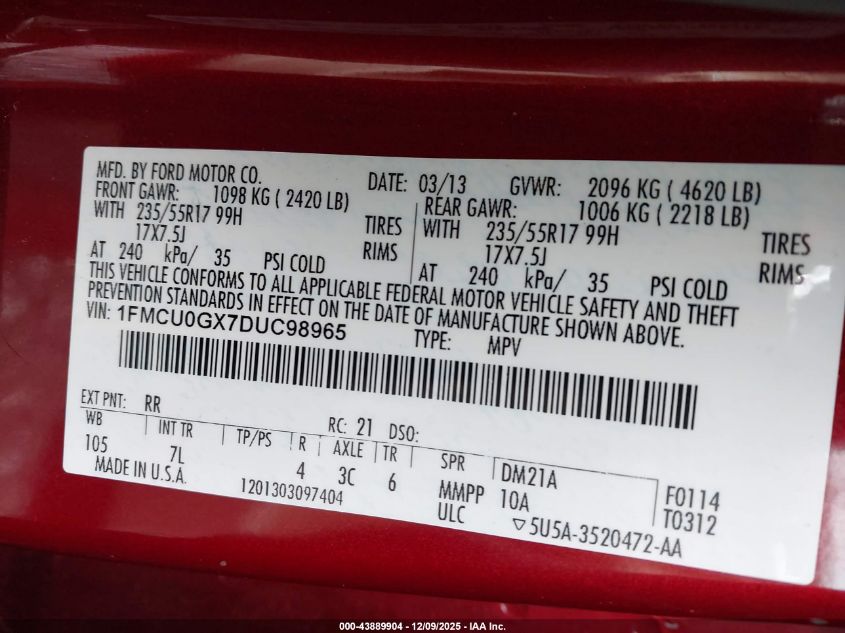 MFD. BY FORD MOTOR CO.
DATE: 03/13 GVWR: 2096 KG ( 4620 LB)
FRONT GAWR: 1098 KG ( 2420 LB) REAR GAWR: 1006 KG ( 2218 LB)
WITH 235/55R17 99H TIRES WITH 235/55R17 99H TIRES
17X7.5J RIMS 17X7.5J RIMS
AT 240 kPa/ 35 PSI COLD AT 240 kPa/ 35 PSI COLD
THIS VEHICLE CONFORMS TO ALL APPLICABLE FEDERAL MOTOR VEHICLE SAFETY AND THEFT
PREVENTION STANDARDS IN EFFECT ON THE DATE OF MANUFACTURE SHOWN ABOVE.
VIN: 1FMCU0GX7DUC98965 TYPE: MPV
EXT PNT: RR RC: 21 DSO:
WB INT TR TP/PS R AXLE TR SPR DM21A F0114
105 7L 4 3C 6 MMPP 10A T0312
MADE IN U.S.A. 1201303097404 ULC ▽5U5A-3520472-AA
000-43889904 - 12/09/2025 - IAA Inc.